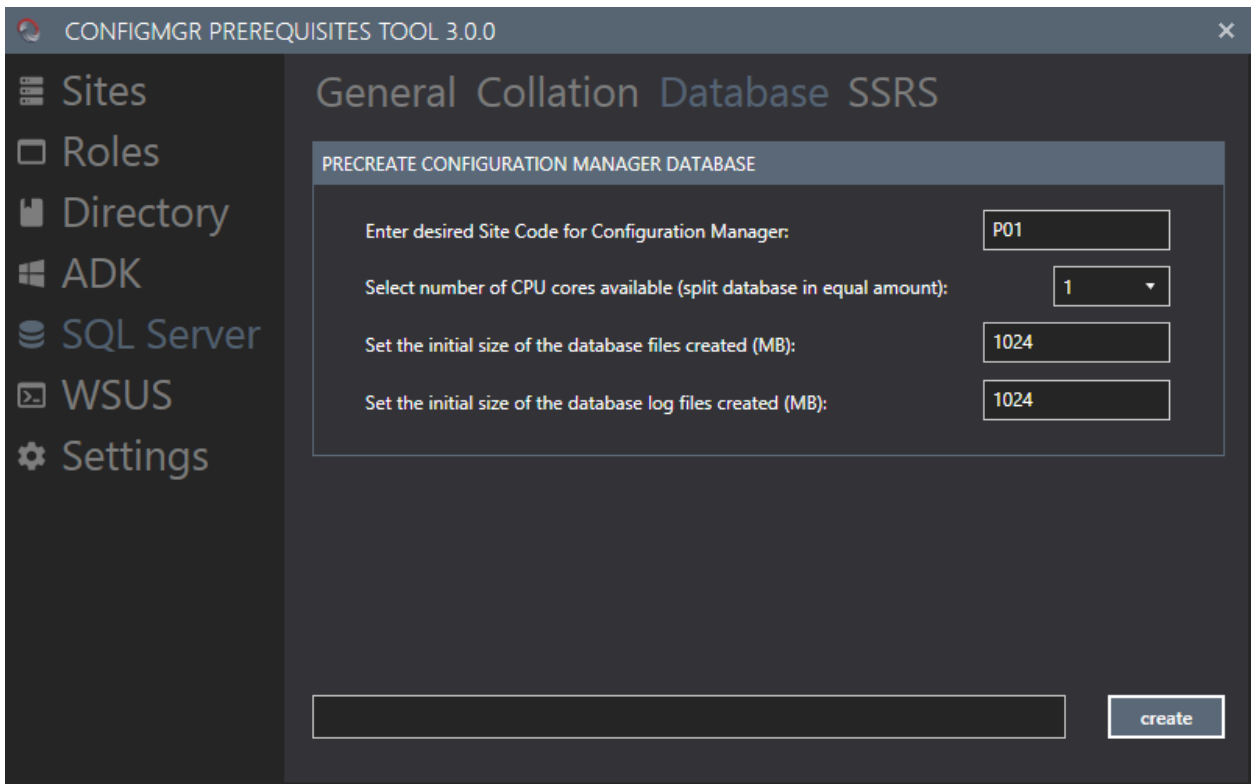 CONFIGMGR PREREQUISITES TOOL 3.0.0
Sites
Roles
Directory
ADK
SQL Server
WSUS
Settings
General Collation Database SSRS
PRECREATE CONFIGURATION MANAGER DATABASE
Enter desired Site Code for Configuration Manager: P01
Select number of CPU cores available (split database in equal amount): 1
Set the initial size of the database files created (MB): 1024
Set the initial size of the database log files created (MB): 1024
create